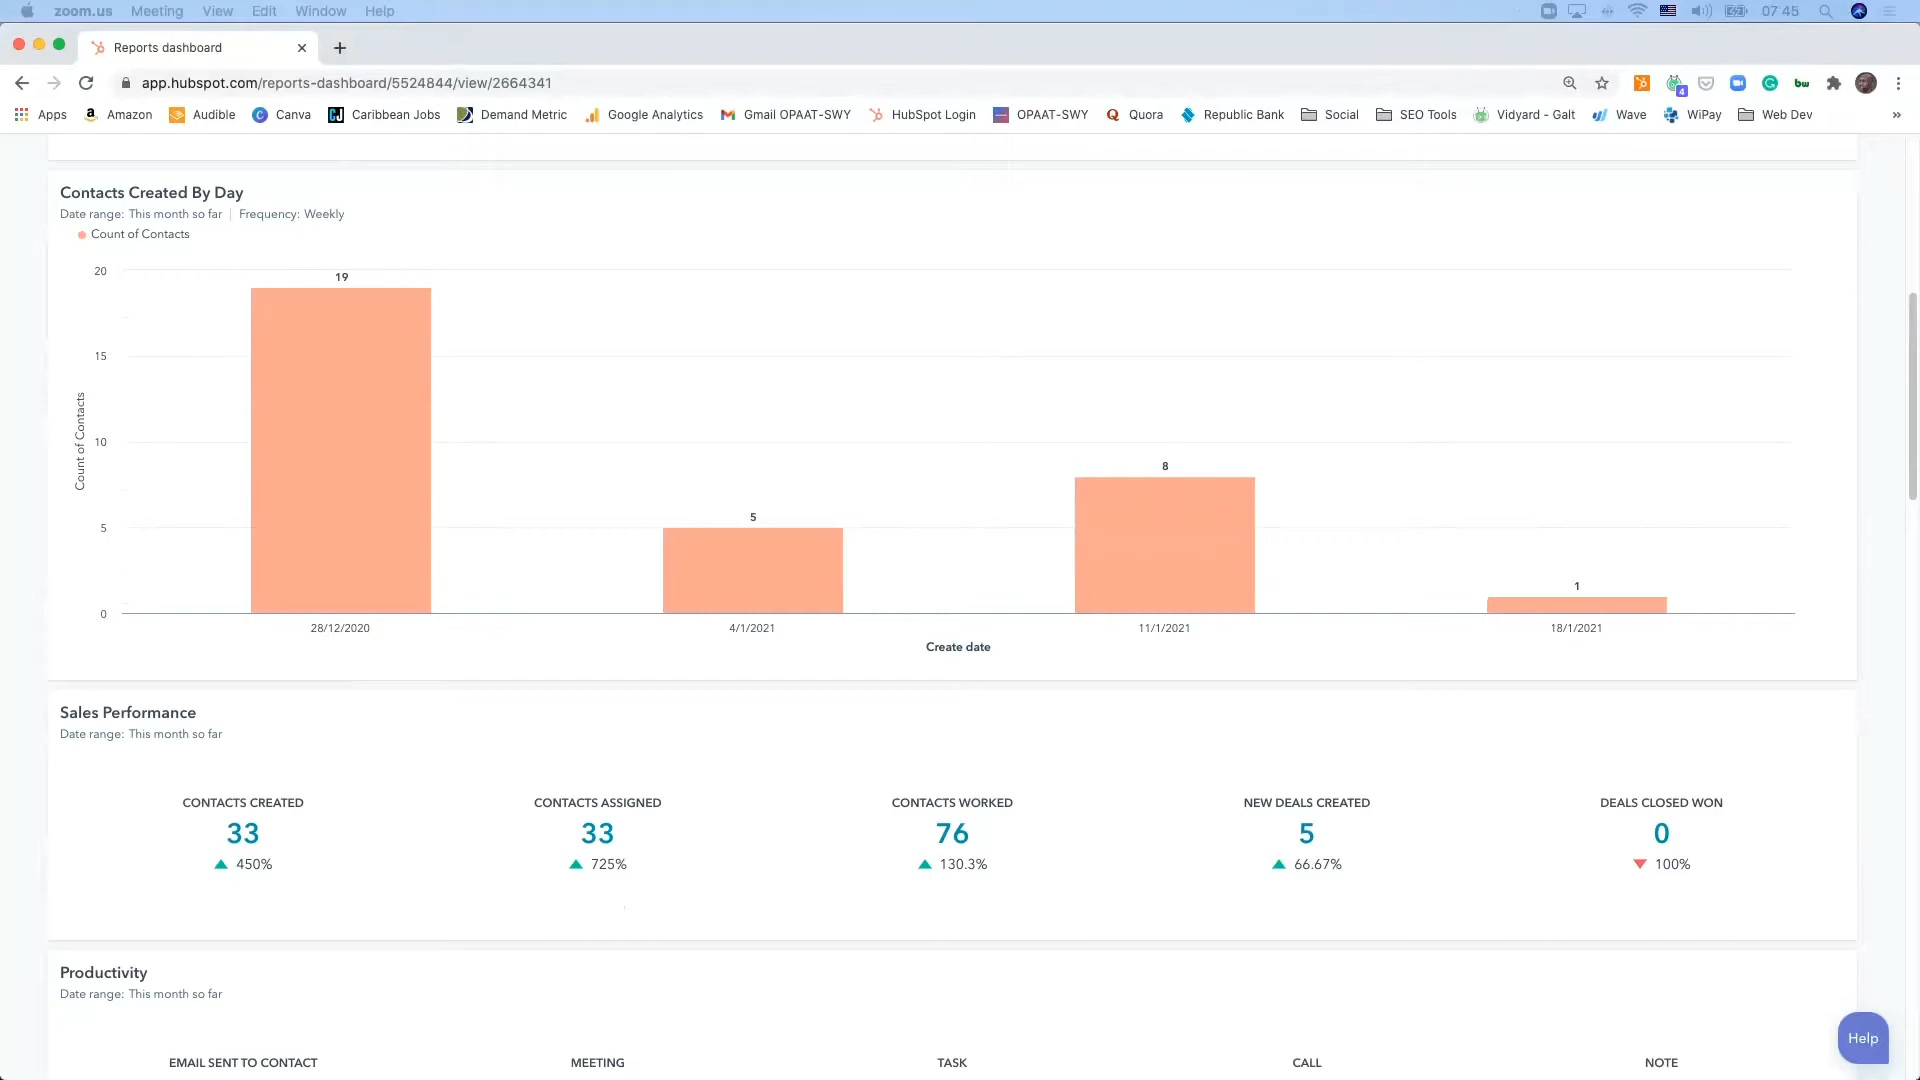 zoom.us Meeting View Edit Window Help 07 45
Reports dashboard
app.hubspot.com/reports-dashboard/5524844/view/2664341
4 bw
Apps Amazon Audible Canva Caribbean Jobs Demand Metric Google Analytics Gmail OPAAT-SWY HubSpot Login OPAAT-SWY Quora Republic Bank Social SEO Tools Vidyard - Galt Wave WiPay Web Dev »
Contacts Created By Day
Date range: This month so far | Frequency: Weekly
Count of Contacts
20
19
15
Count of Contacts
10
8
5
5
1
0
28/12/2020 4/1/2021 11/1/2021 18/1/2021
Create date
Sales Performance
Date range: This month so far
CONTACTS CREATED CONTACTS ASSIGNED CONTACTS WORKED NEW DEALS CREATED DEALS CLOSED WON
33 33 76 5 0
450% 725% 130.3% 66.67% 100%
Productivity
Date range: This month so far
Help
EMAIL SENT TO CONTACT MEETING TASK CALL NOTE